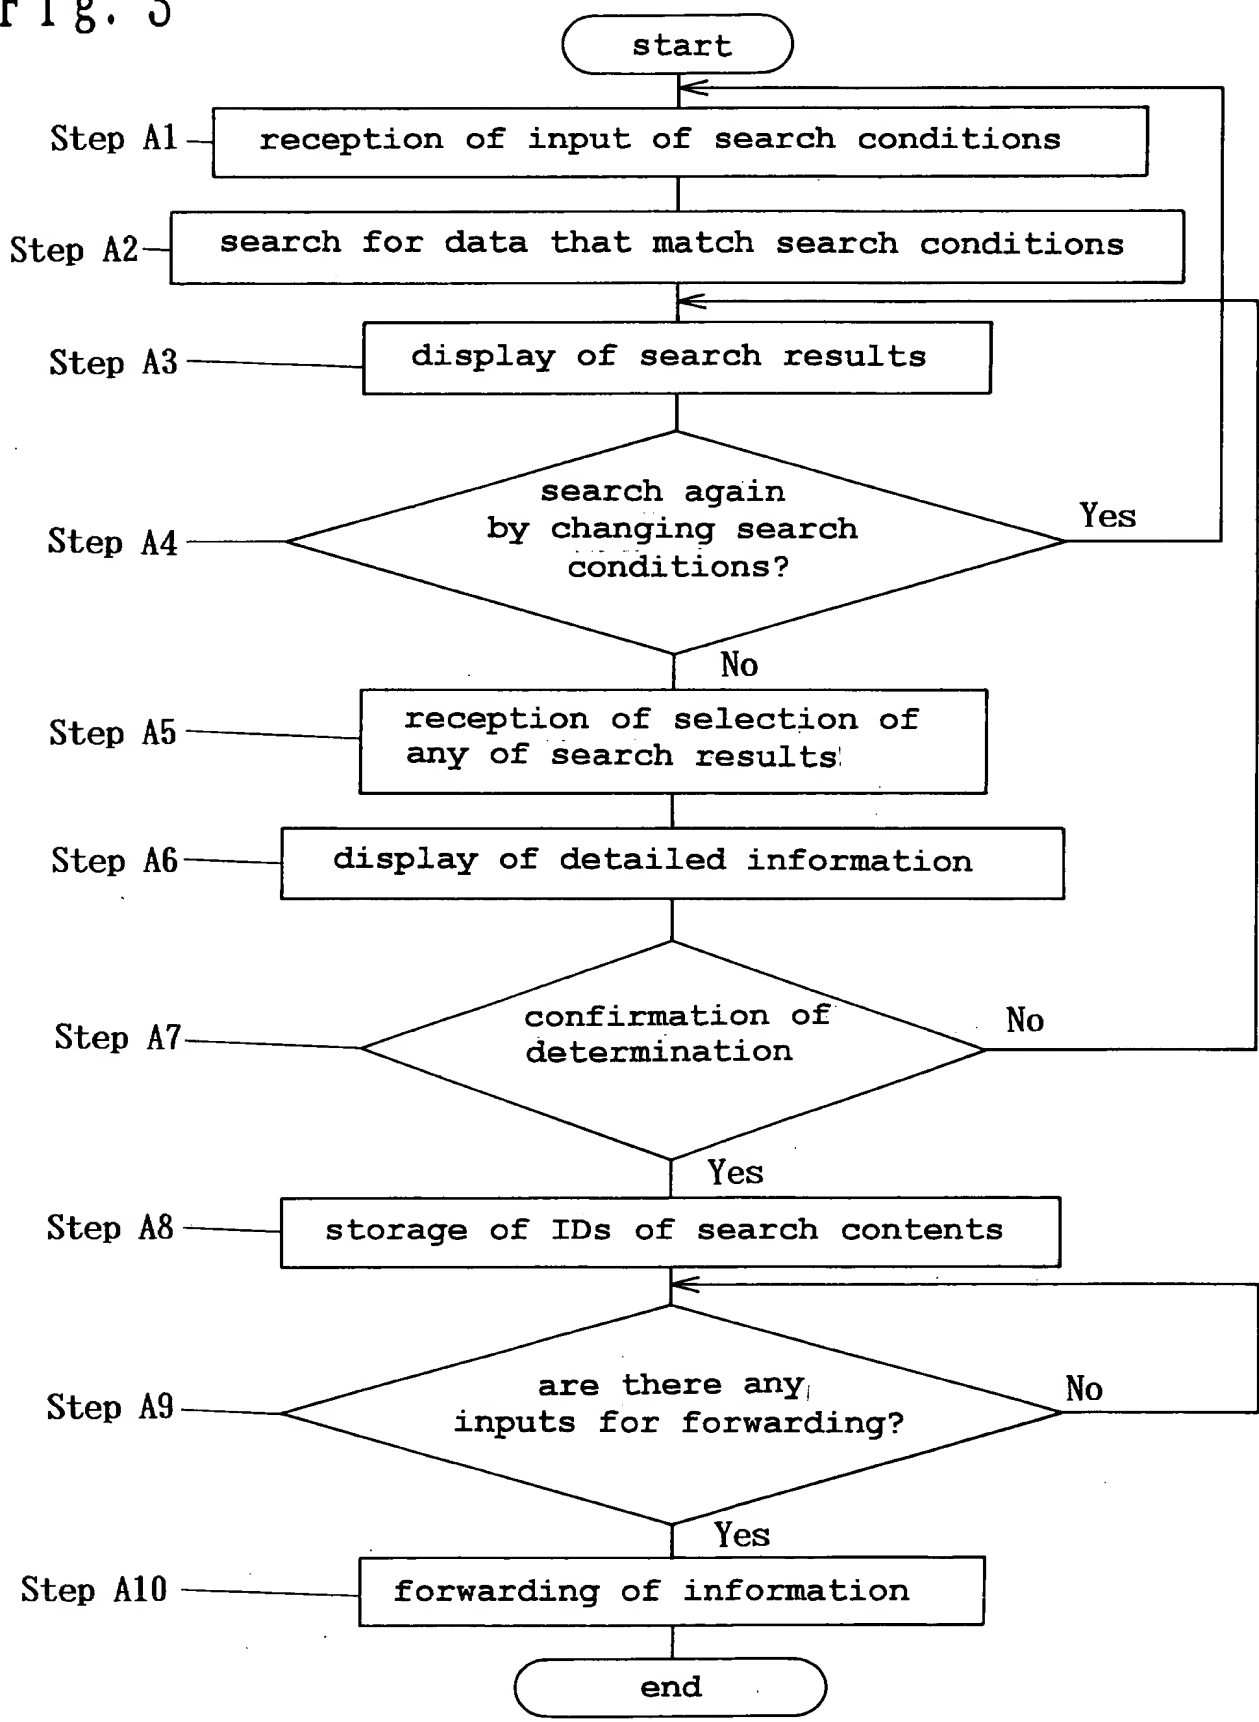 Fig. 3
start
Step A1
reception of input of search conditions
Step A2
search for data that match search conditions
Step A3
display of search results
Step A4
search again
by changing search
conditions?
Yes
No
Step A5
reception of selection of
any of search results
Step A6
display of detailed information
Step A7
confirmation of
determination
No
Yes
Step A8
storage of IDs of search contents
Step A9
are there any
inputs for forwarding?
No
Yes
Step A10
forwarding of information
end